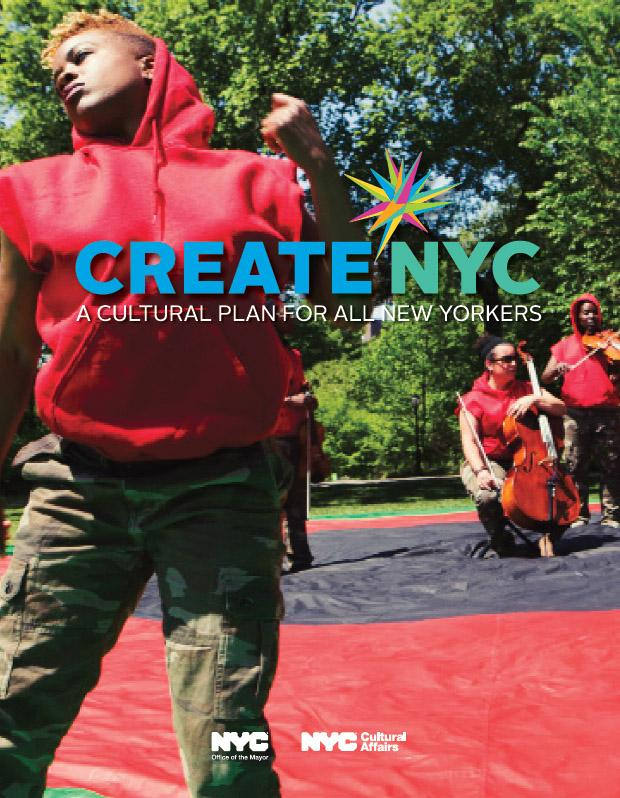 CREATE NYC
A CULTURAL PLAN FOR ALL NEW YORKERS
NYC
Office of the Mayor
NYC Cultural
Affairs